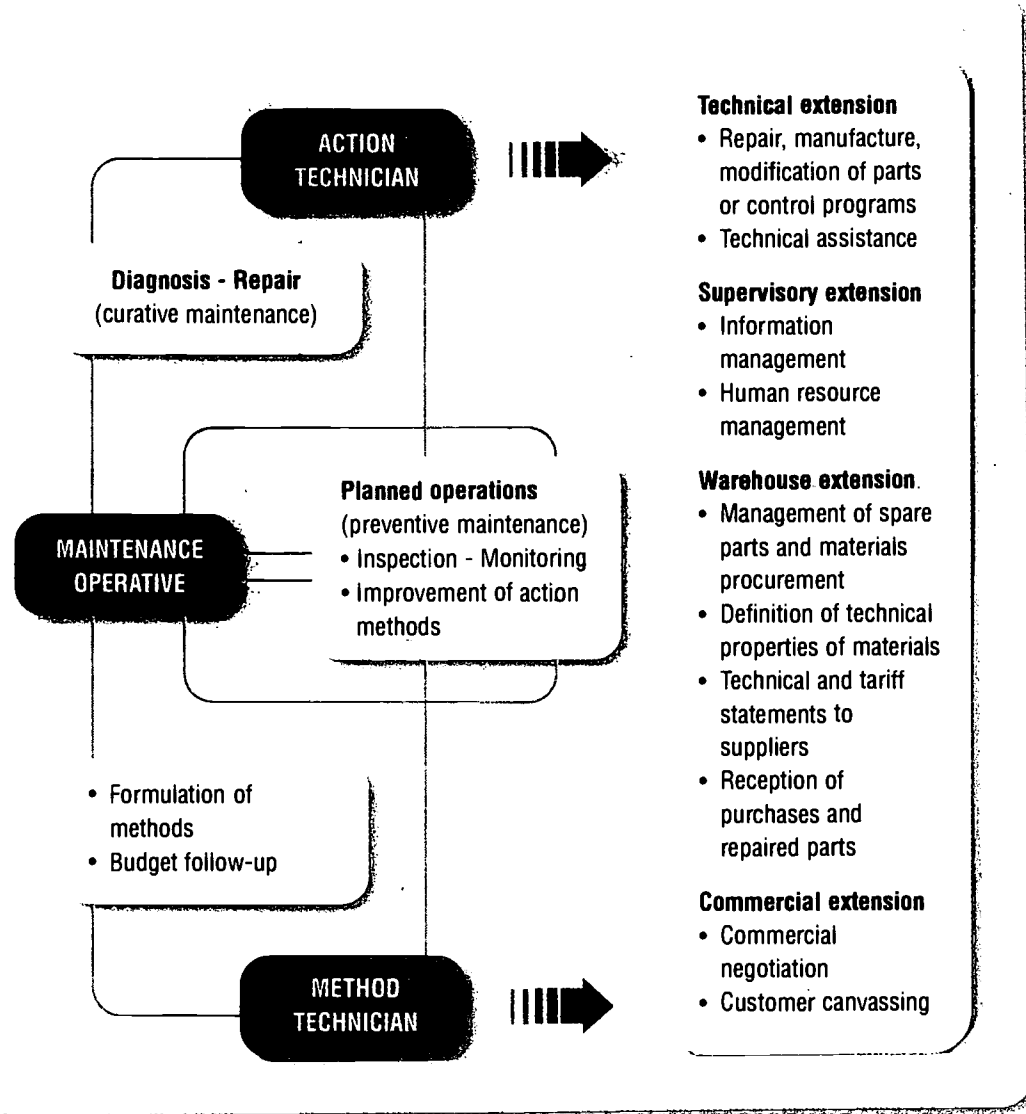 ACTION
TECHNICIAN
Diagnosis - Repair
(curative maintenance)
Planned operations
(preventive maintenance)
• Inspection - Monitoring
• Improvement of action
methods
MAINTENANCE
OPERATIVE
• Formulation of
methods
• Budget follow-up
METHOD
TECHNICIAN
Technical extension
• Repair, manufacture,
modification of parts
or control programs
• Technical assistance
Supervisory extension
• Information
management
• Human resource
management
Warehouse extension
• Management of spare
parts and materials
procurement
• Definition of technical
properties of materials
• Technical and tariff
statements to
suppliers
• Reception of
purchases and
repaired parts
Commercial extension
• Commercial
negotiation
• Customer canvassing